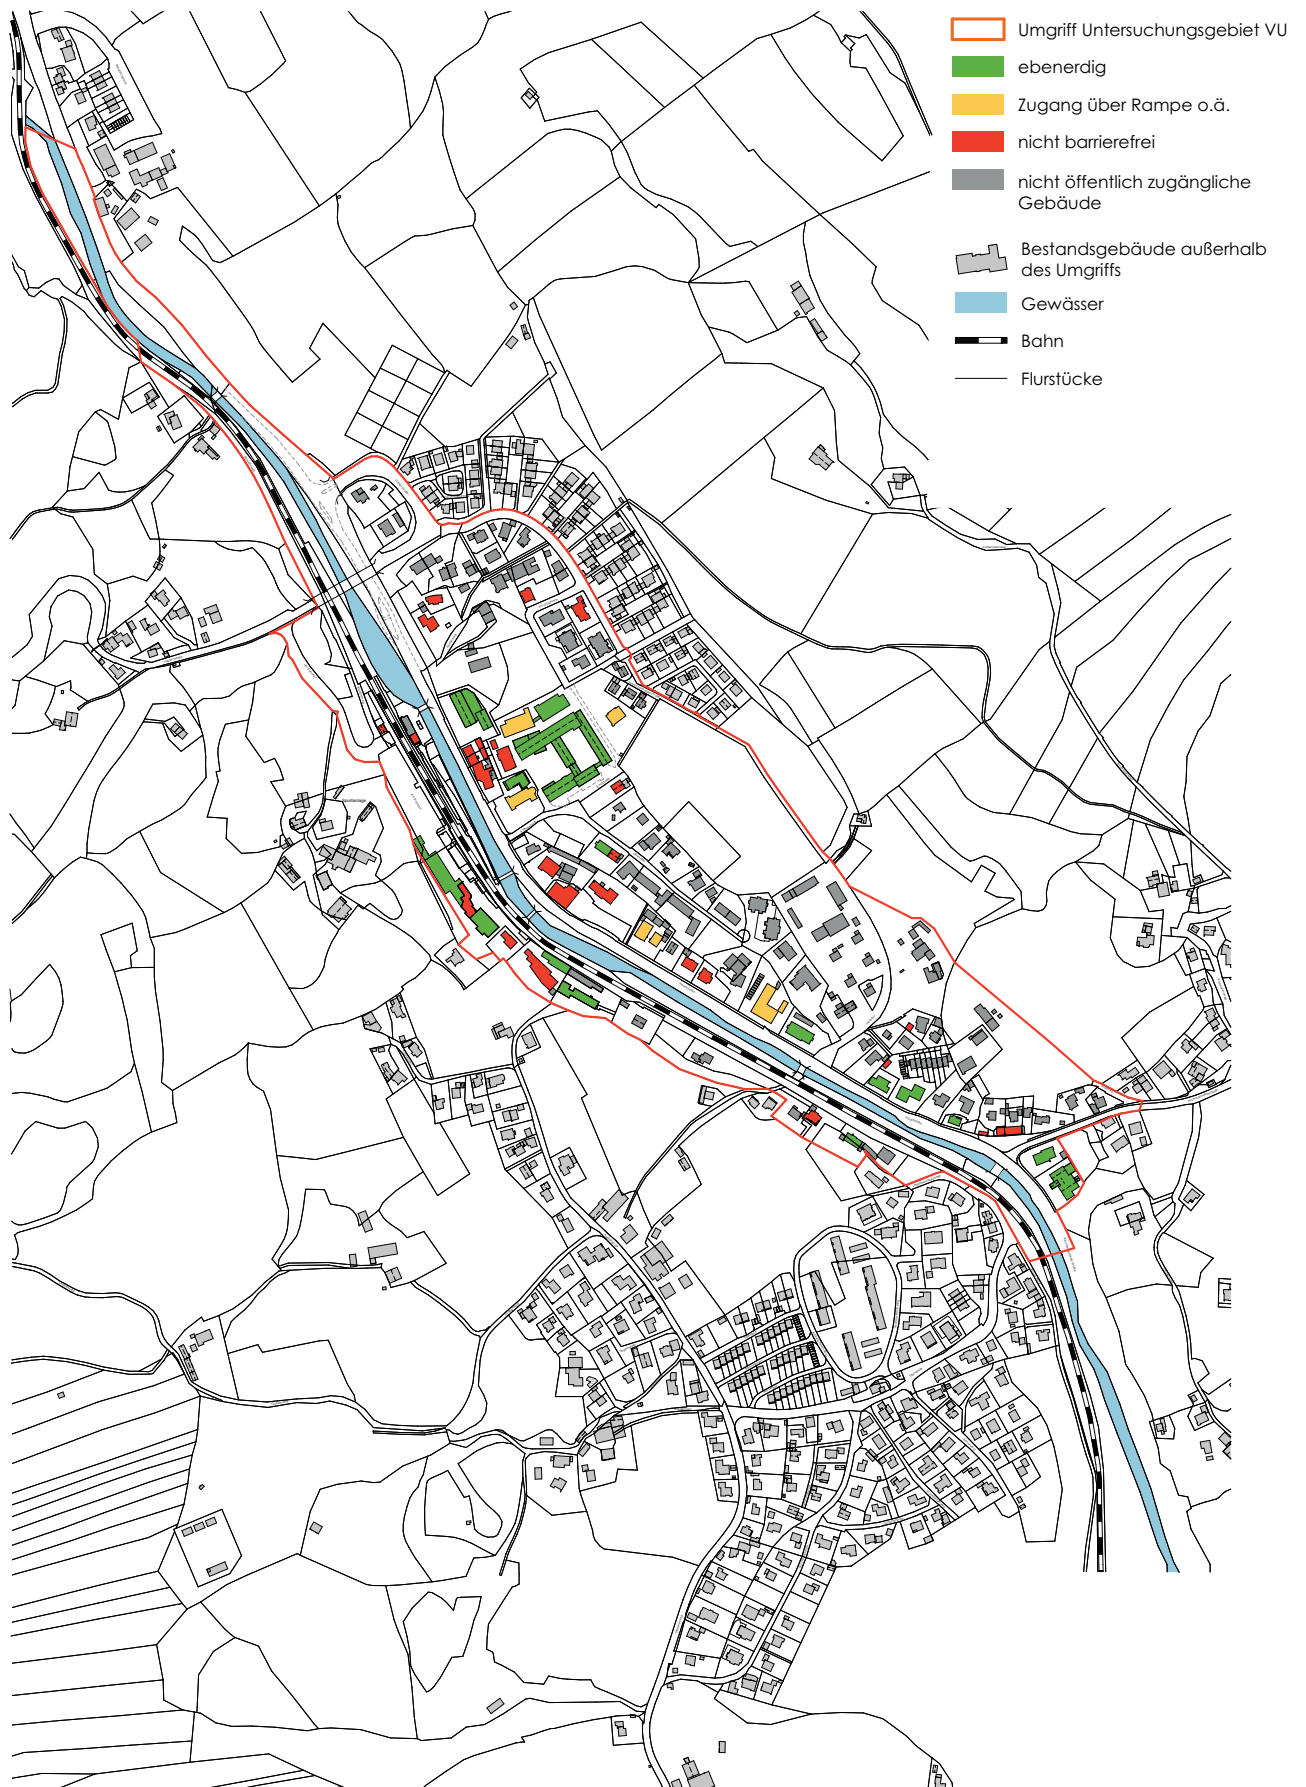 Umgriff Untersuchungsgebiet VU
ebenerdig
Zugang über Rampe o.ä.
nicht barrierefrei
nicht öffentlich zugängliche
Gebäude
Bestandsgebäude außerhalb
des Umgriffs
Gewässer
Bahn
Flurstücke